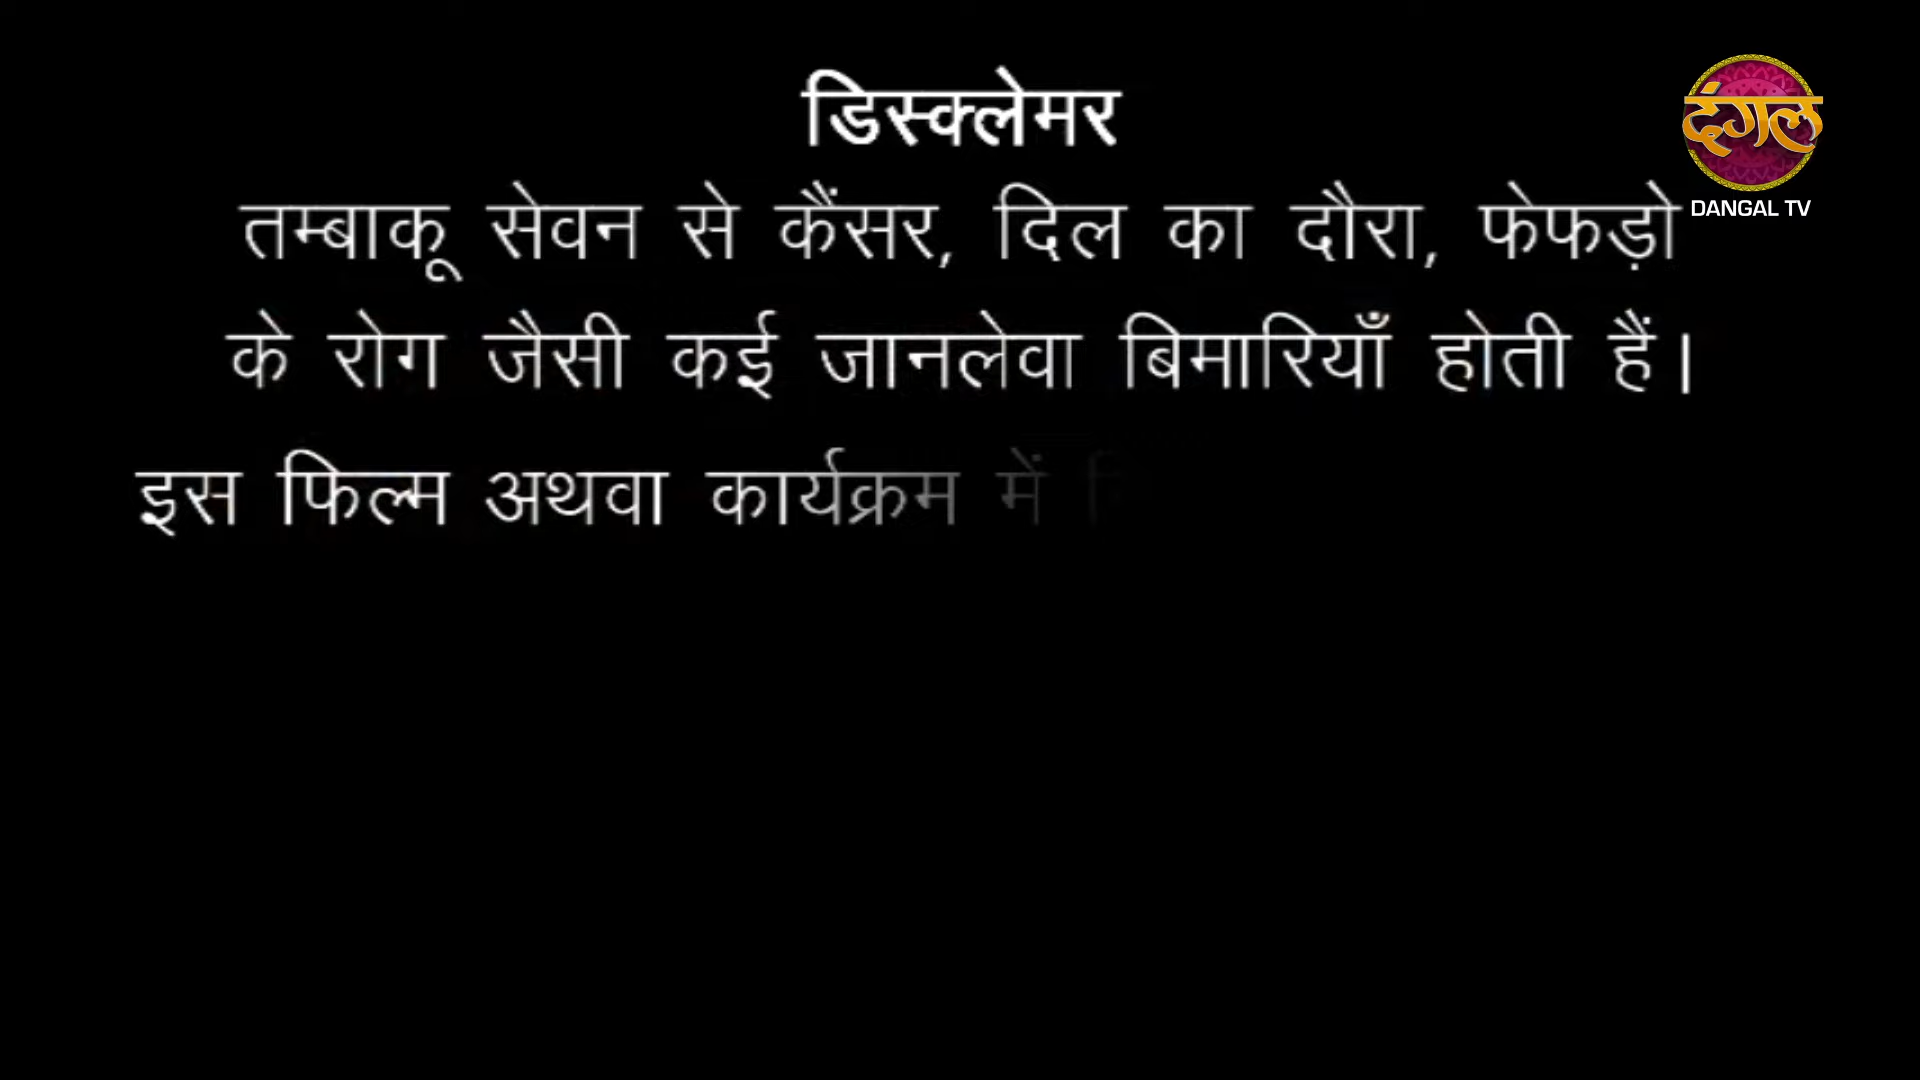 डिस्क्लेमर
दंगल
DANGAL TV
तम्बाकू सेवन से कैंसर, दिल का दौरा, फेफड़ो
के रोग जैसी कई जानलेवा बिमारियाँ होती हैं।
इस फिल्म अथवा कार्यक्रम में